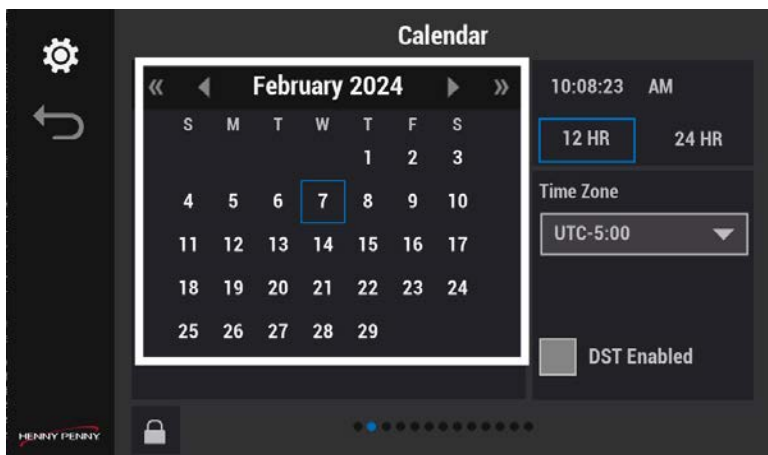 Calendar
« ◀ February 2024 ▶ »
S M T W T F S
1 2 3
4 5 6 7 8 9 10
11 12 13 14 15 16 17
18 19 20 21 22 23 24
25 26 27 28 29
10:08:23 AM
12 HR 24 HR
Time Zone
UTC-5:00
DST Enabled
HENNY PENNY